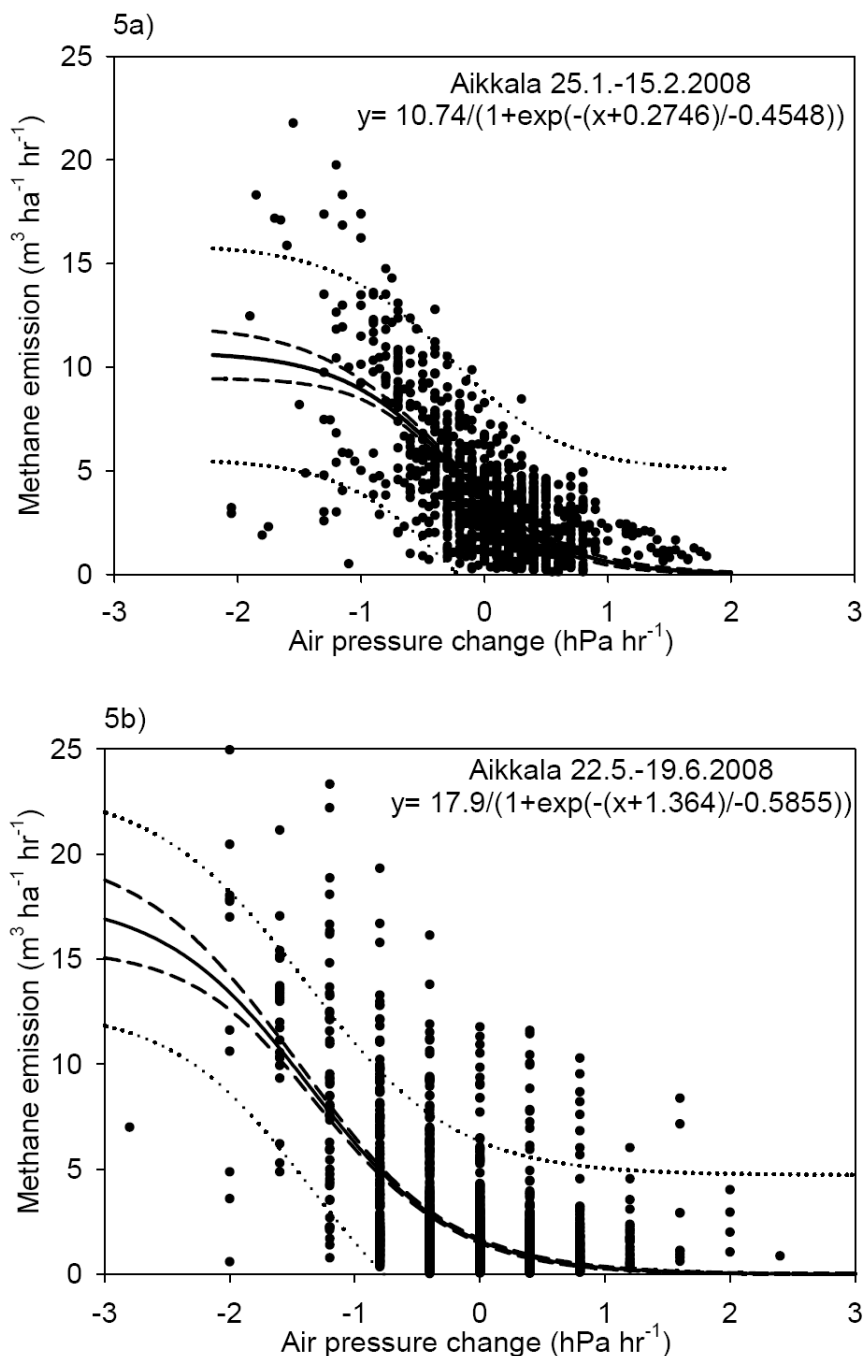 5a)
25
Aikkala 25.1.-15.2.2008
y= 10.74/(1+exp(-(x+0.2746)/-0.4548))
20
15
10
5
0
Methane emission (m³ ha⁻¹ hr⁻¹)
-3 -2 -1 0 1 2 3
Air pressure change (hPa hr⁻¹)
5b)
25
Aikkala 22.5.-19.6.2008
y= 17.9/(1+exp(-(x+1.364)/-0.5855))
20
15
10
5
0
Methane emission (m³ ha⁻¹ hr⁻¹)
-3 -2 -1 0 1 2 3
Air pressure change (hPa hr⁻¹)